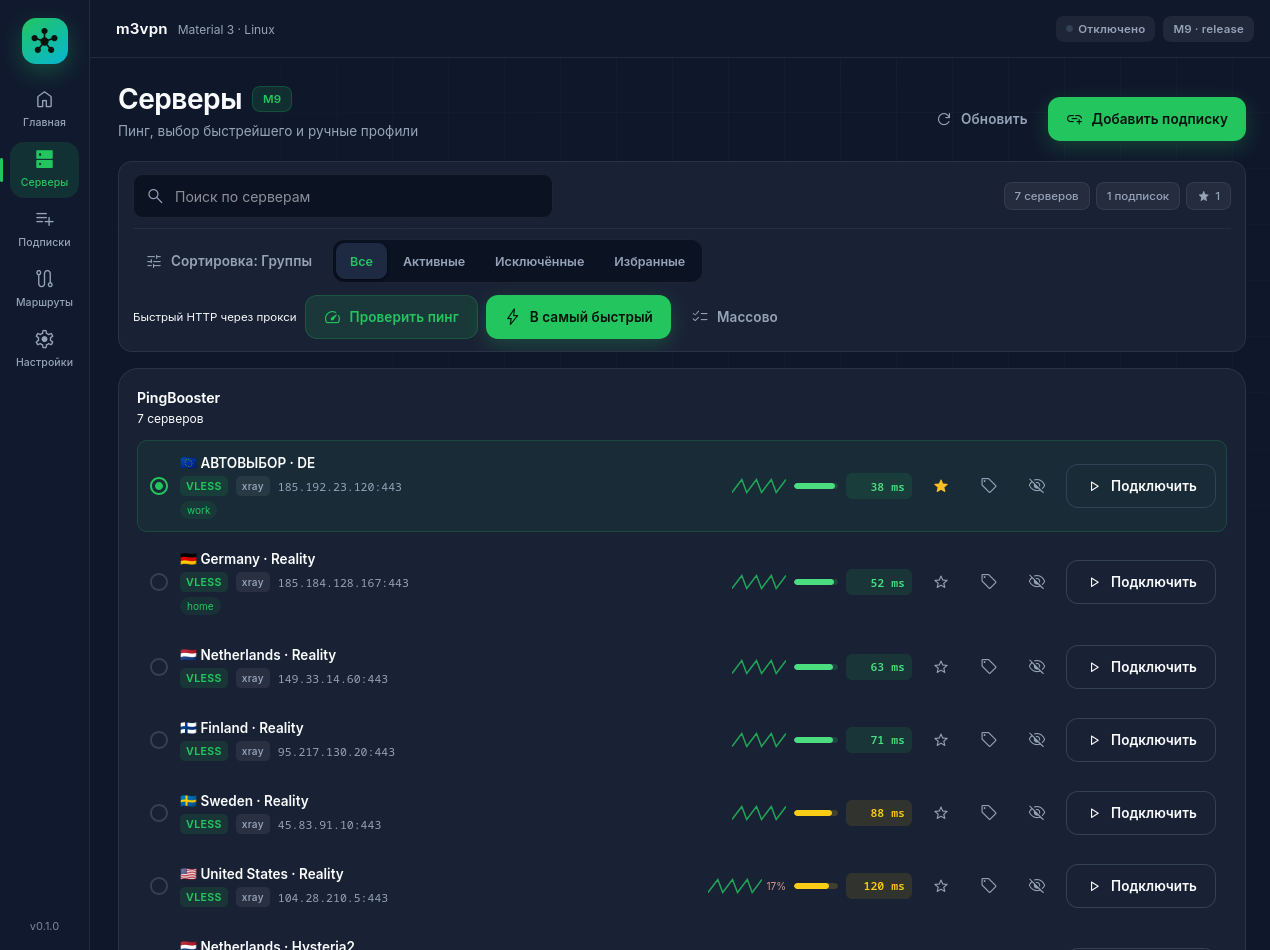 m3vpn Material 3 · Linux
Отключено
M9 · release
Главная
Серверы
Подписки
Маршруты
Настройки
v0.1.0
Серверы M9
Пинг, выбор быстрейшего и ручные профили
Обновить
Добавить подписку
Поиск по серверам
7 серверов
1 подписок
1
Сортировка: Группы
Все
Активные
Исключённые
Избранные
Быстрый HTTP через прокси
Проверить пинг
В самый быстрый
Массово
PingBooster
7 серверов
АВТОВЫБОР · DE
VLESS xray 185.192.23.120:443
work
38 ms
Подключить
Germany · Reality
VLESS xray 185.184.128.167:443
home
52 ms
Подключить
Netherlands · Reality
VLESS xray 149.33.14.60:443
63 ms
Подключить
Finland · Reality
VLESS xray 95.217.130.20:443
71 ms
Подключить
Sweden · Reality
VLESS xray 45.83.91.10:443
88 ms
Подключить
United States · Reality
VLESS xray 104.28.210.5:443
17%
120 ms
Подключить
Netherlands · Hysteria2